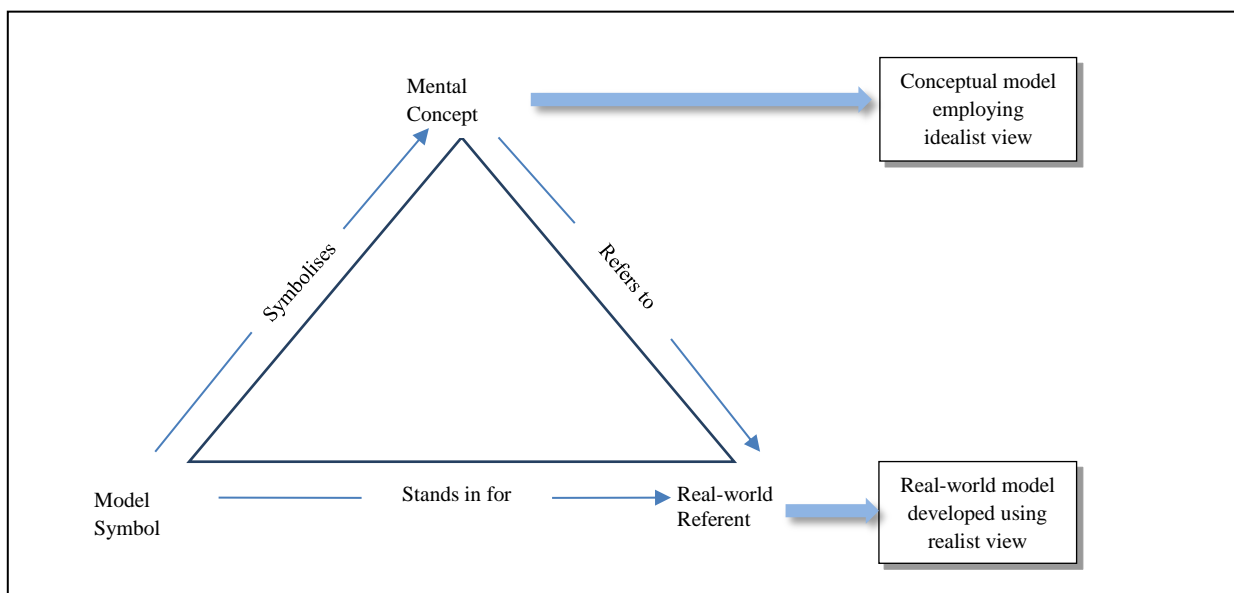 Mental
Concept
Conceptual model
employing
idealist view
Symbolises
Refers to
Model
Symbol
Stands in for
Real-world
Referent
Real-world model
developed using
realist view